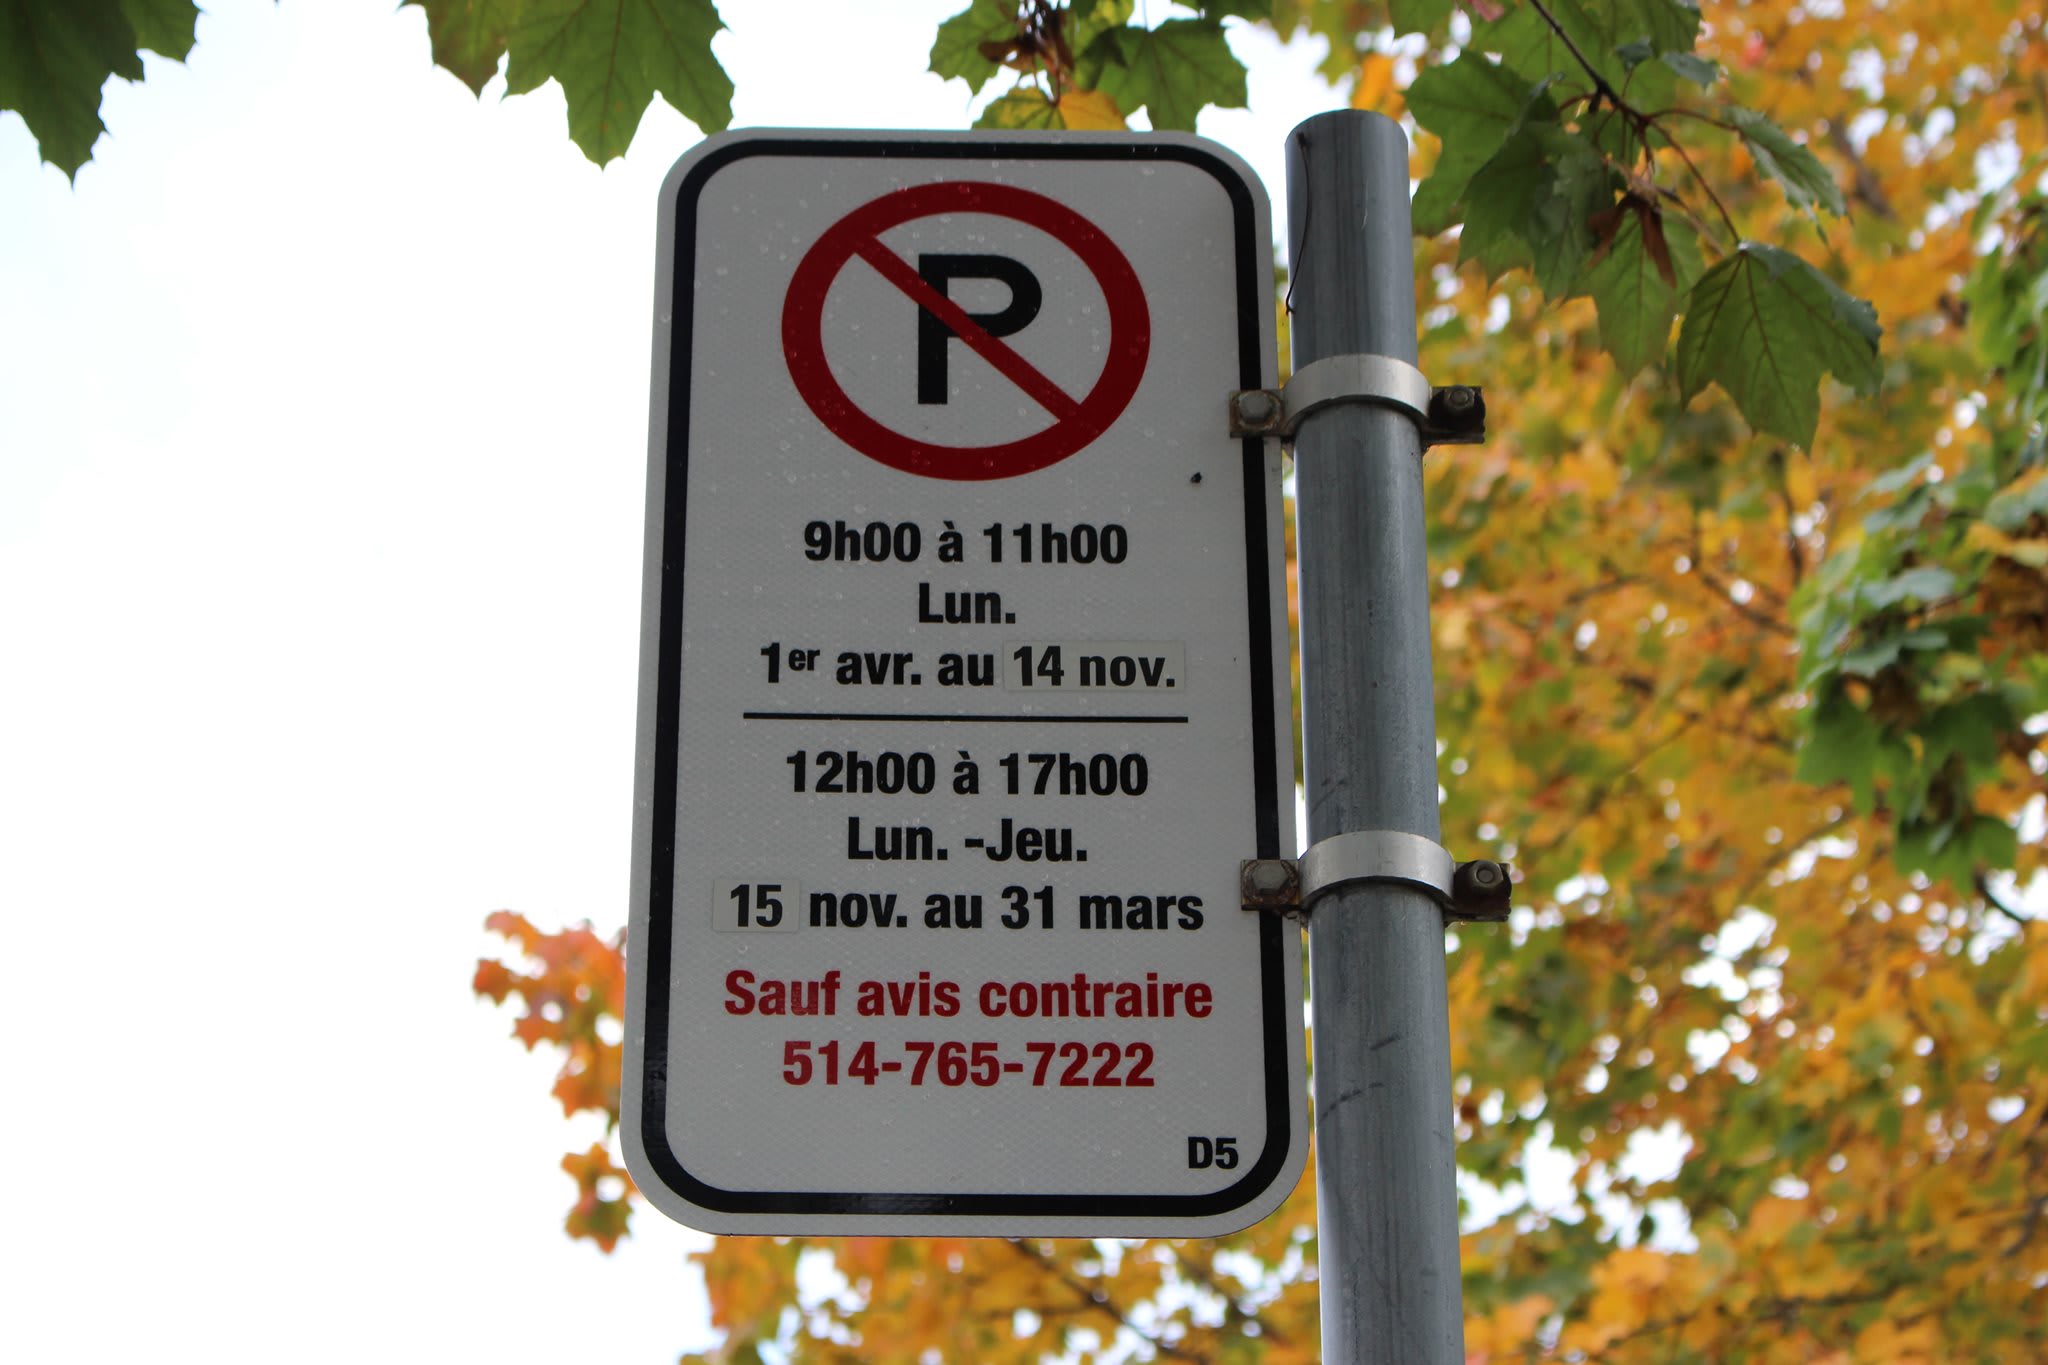 P
9h00 à 11h00
Lun.
1er avr. au 14 nov.
12h00 à 17h00
Lun. -Jeu.
15 nov. au 31 mars
Sauf avis contraire
514-765-7222
D5